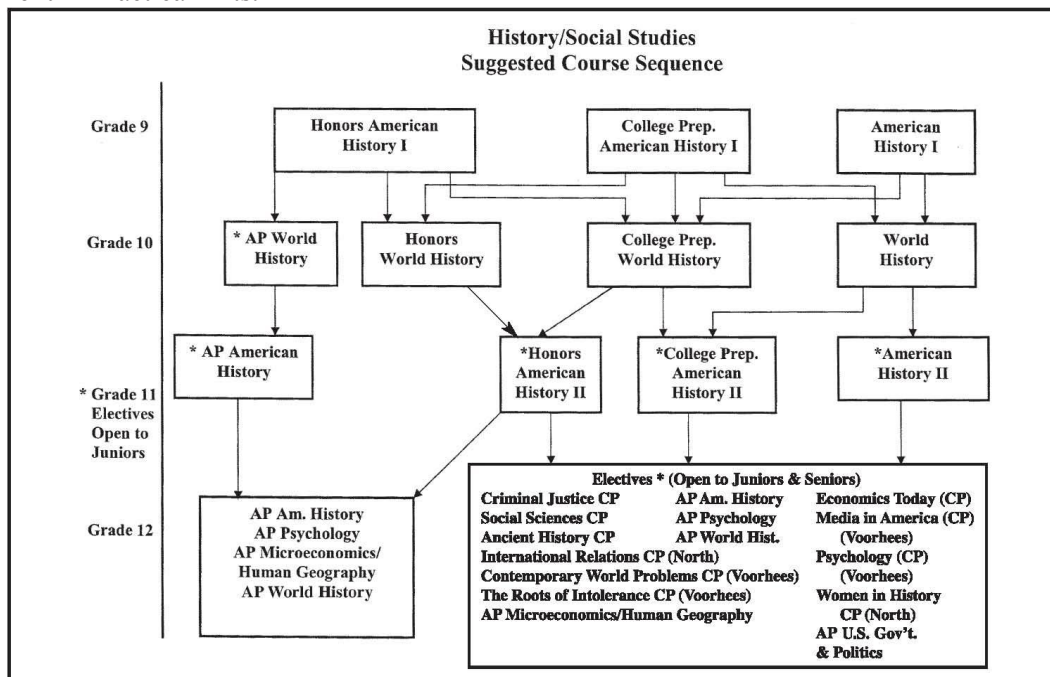 History/Social Studies
Suggested Course Sequence
Grade 9
Honors American
History I
College Prep.
American History I
American
History I
Grade 10
* AP World
History
Honors
World History
College Prep.
World History
World
History
* AP American
History
*Honors
American
History II
*College Prep.
American
History II
*American
History II
* Grade 11
Electives
Open to
Juniors
Grade 12
AP Am. History
AP Psychology
AP Microeconomics/
Human Geography
AP World History
Electives * (Open to Juniors & Seniors)
Criminal Justice CP
Social Sciences CP
Ancient History CP
International Relations CP (North)
Contemporary World Problems CP (Voorhees)
The Roots of Intolerance CP (Voorhees)
AP Microeconomics/Human Geography
AP Am. History
AP Psychology
AP World Hist.
Economics Today (CP)
Media in America (CP)
(Voorhees)
Psychology (CP)
(Voorhees)
Women in History
CP (North)
AP U.S. Gov't.
& Politics